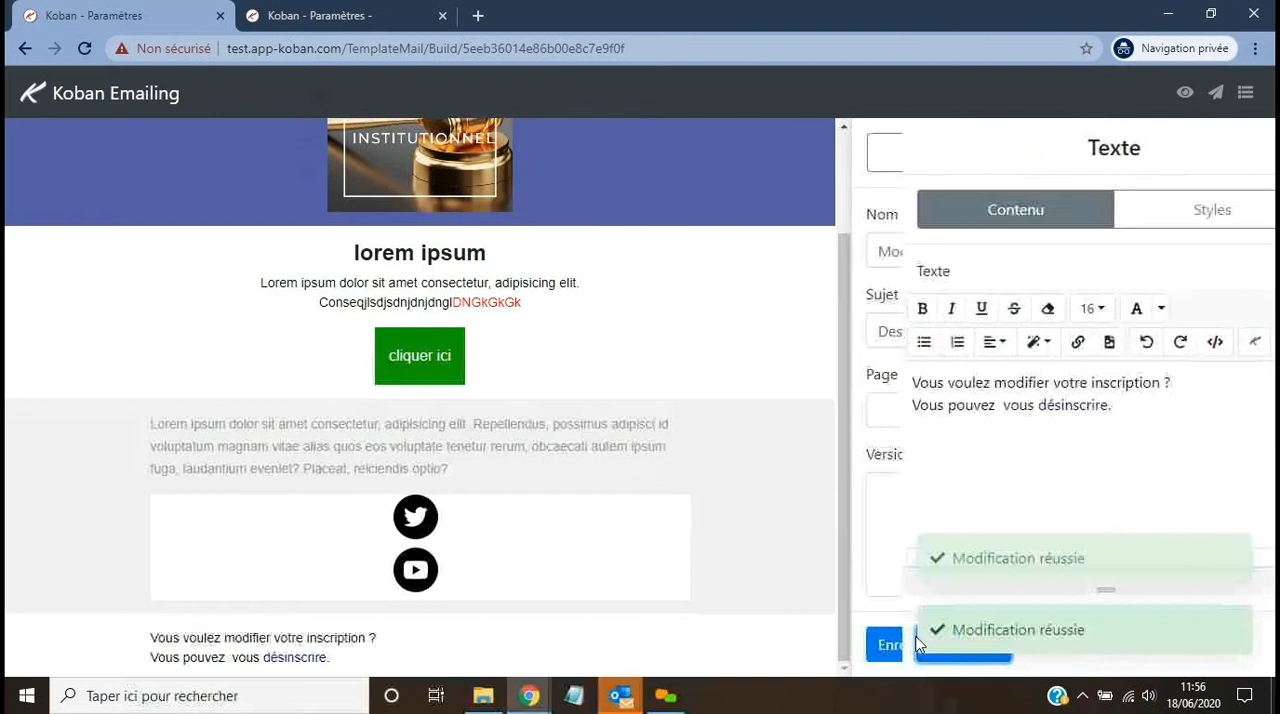 Koban - Paramètres
Koban - Paramètres -
Non sécurisé
test.app-koban.com/TemplateMail/Build/5eeb36014e86b00e8c7e9f0f
Navigation privée
Koban Emailing
INSTITUTIONNEL
lorem ipsum
Lorem ipsum dolor sit amet consectetur, adipisicing elit.
ConseqjlsdjsdnjdnjdnglDNGkGkGk
cliquer ici
Lorem ipsum dolor sit amet consectetur, adipisicing elit. Repellendus, possimus adipisci id
voluptatum magnam vitae alias quos eos voluptate tenetur rerum, obcaecati autem ipsum
fuga, laudantium eveniet? Placeat, reiciendis optio?
Vous voulez modifier votre inscription ?
Vous pouvez vous désinscrire.
Nom
Sujet
Page
Texte
Contenu
Styles
Texte
B I U S 16 A
Vous voulez modifier votre inscription ?
Vous pouvez vous désinscrire.
Modification réussie
Modification réussie
Taper ici pour rechercher
11:56
18/06/2020